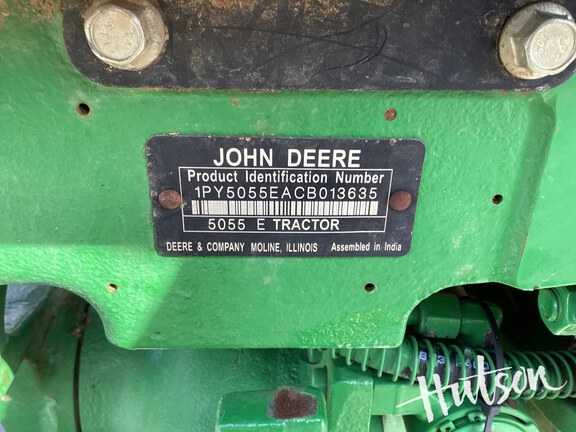 JOHN DEERE
Product Identification Number
1PY5055EACB013635
5055 E TRACTOR
DEERE & COMPANY MOLINE, ILLINOIS Assembled in India
Hutson